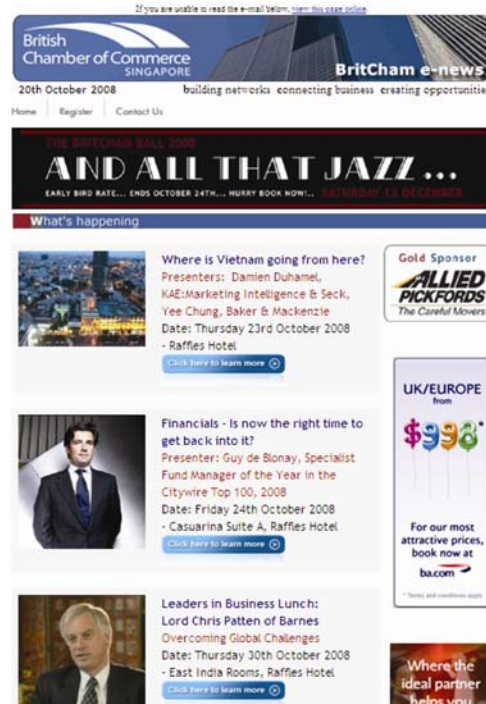 If you are unable to read the e-mail below, view this page online.
British
Chamber of Commerce
SINGAPORE
BritCham e-news
20th October 2008
building networks connecting business creating opportunitie
Home
Register
Contact Us
THE BRITCHAM BALL 2008
AND ALL THAT JAZZ ...
EARLY BIRD RATE... ENDS OCTOBER 24TH... HURRY BOOK NOW!.. SATURDAY 13 DECEMBER
What's happening
Where is Vietnam going from here?
Presenters: Damien Duhamel,
KAE:Marketing Intelligence & Seck,
Yee Chung, Baker & Mackenzie
Date: Thursday 23rd October 2008
- Raffles Hotel
Click here to learn more
Financials - Is now the right time to
get back into it?
Presenter: Guy de Blonay, Specialist
Fund Manager of the Year in the
Citywire Top 100, 2008
Date: Friday 24th October 2008
- Casuarina Suite A, Raffles Hotel
Click here to learn more
Leaders in Business Lunch:
Lord Chris Patten of Barnes
Overcoming Global Challenges
Date: Thursday 30th October 2008
- East India Rooms, Raffles Hotel
Click here to learn more
Gold Sponsor
ALLIED
PICKFORDS
The Careful Movers
UK/EUROPE
from
$998*
For our most
attractive prices,
book now at
ba.com
* Terms and conditions apply
Where the
ideal partner
helps you